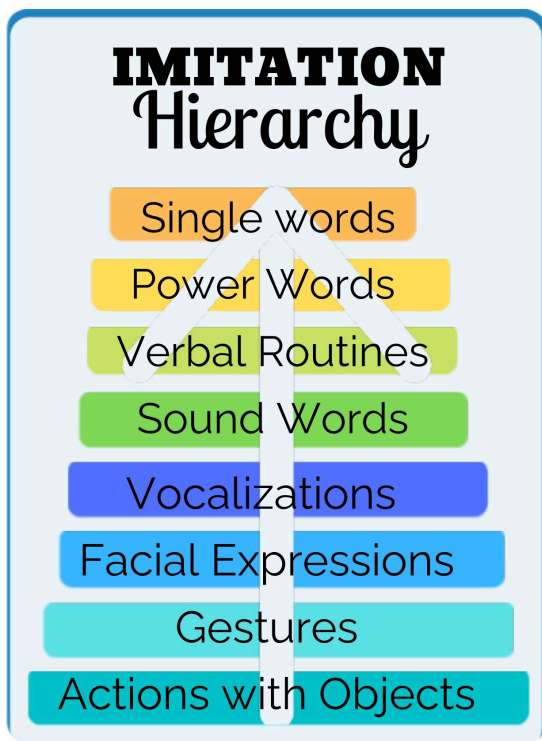 IMITATION
Hierarchy
Single words
Power Words
Verbal Routines
Sound Words
Vocalizations
Facial Expressions
Gestures
Actions with Objects